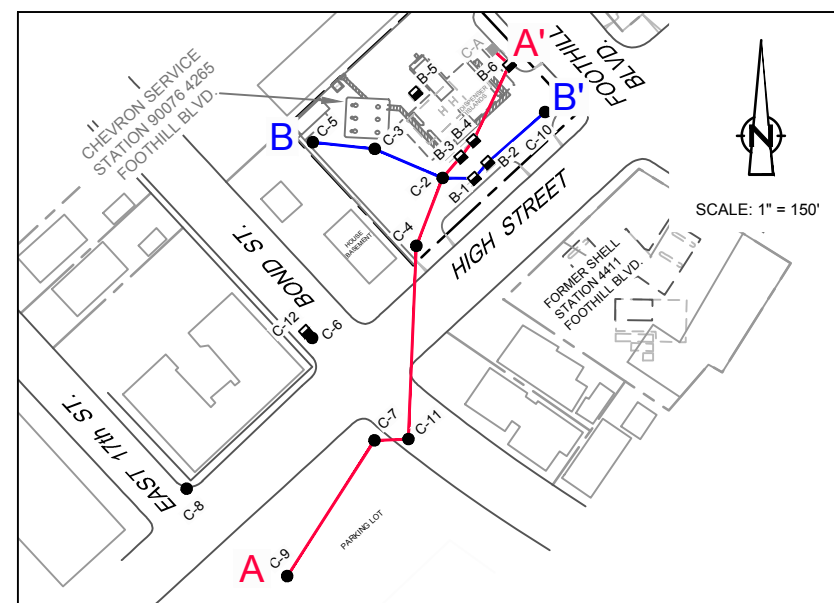 A'
FOOTHILL
BLVD.
C-A
B-6
B-5
CHEVRON SERVICE
STATION 90076 4265
FOOTHILL BLVD.
DISPENSER
ISLANDS
B'
B
C-5
C-3
B-4
B-3
C-10
B-2
B-1
C-2
N
SCALE: 1" = 150'
HIGH STREET
C-4
HOUSE
BASEMENT
BOND ST.
FORMER SHELL
STATION 4411
FOOTHILL BLVD.
C-12
C-6
EAST 17th ST.
C-7
C-11
C-8
PARKING LOT
C-9
A